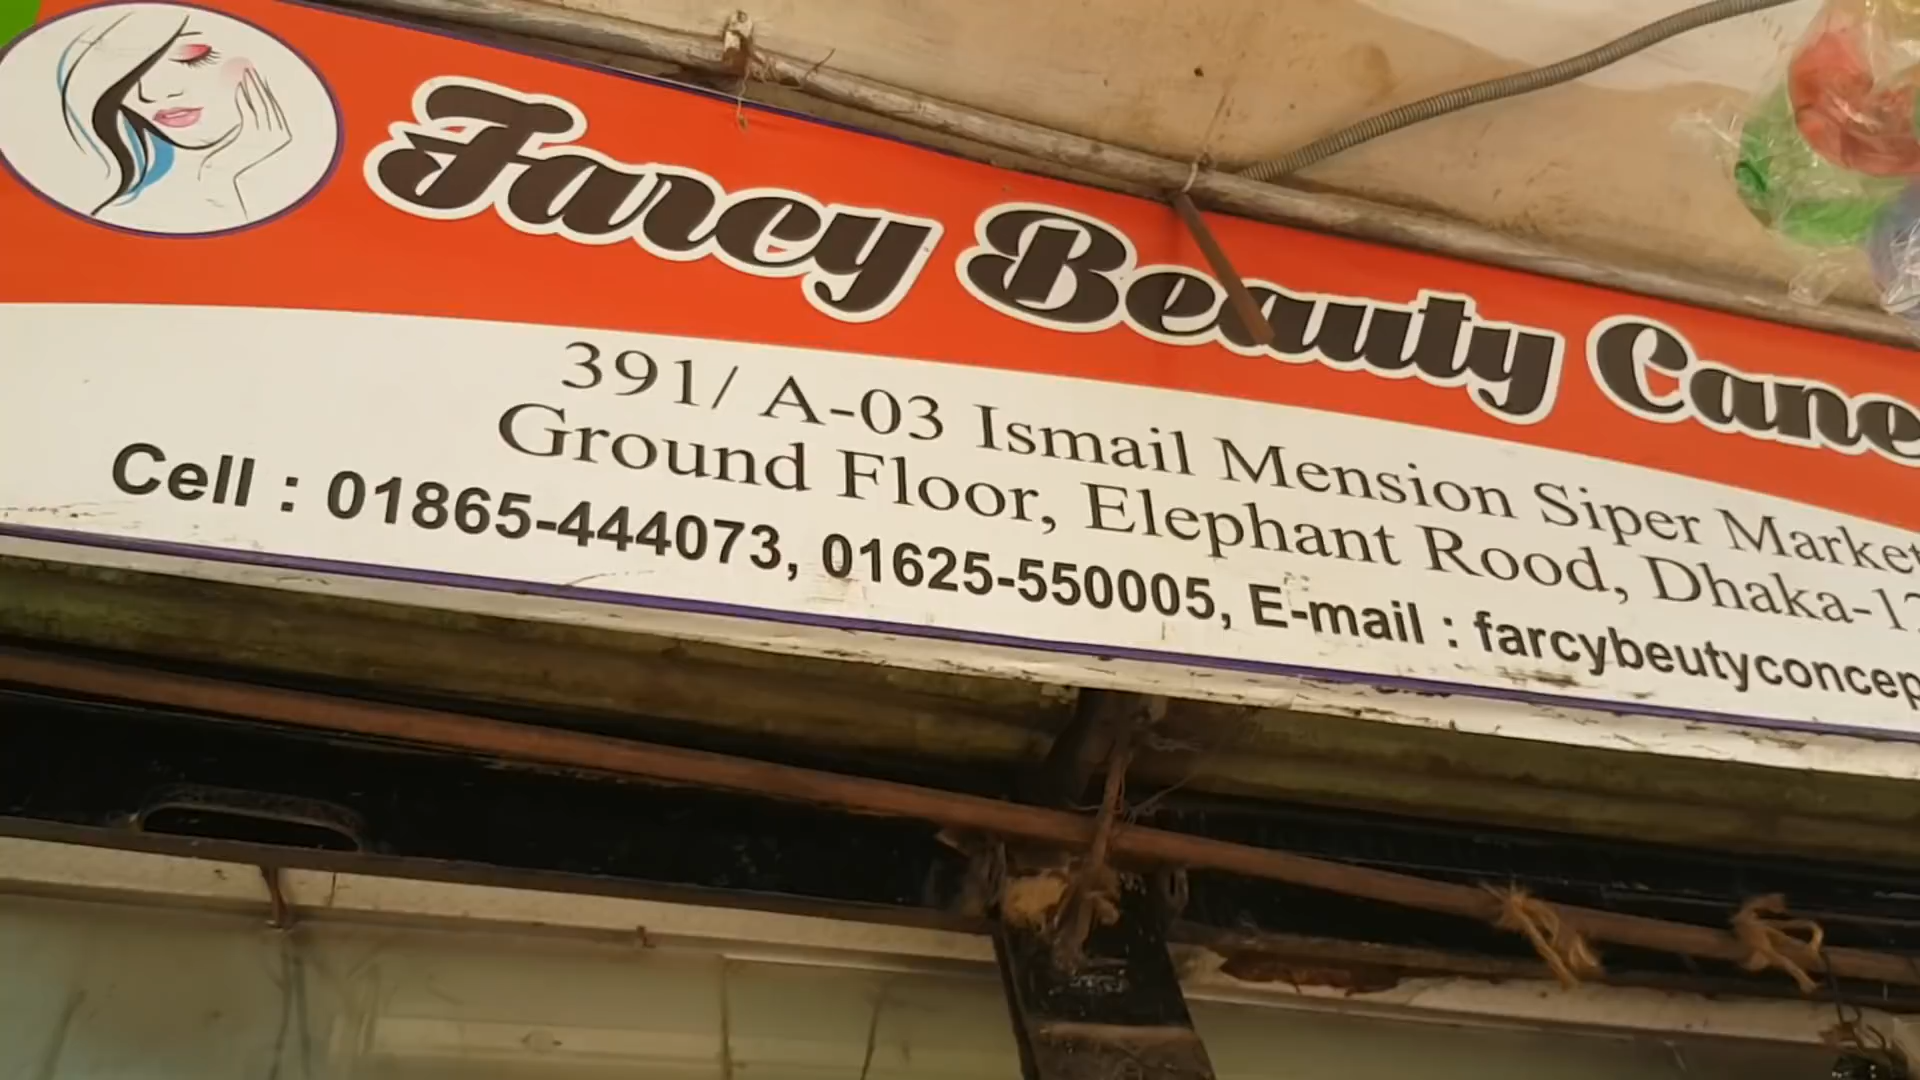 Farcy Beauty Cane
391/ A-03 Ismail Mension Siper Market
Ground Floor, Elephant Rood, Dhaka-12
Cell : 01865-444073, 01625-550005, E-mail : farcybeutyconcep